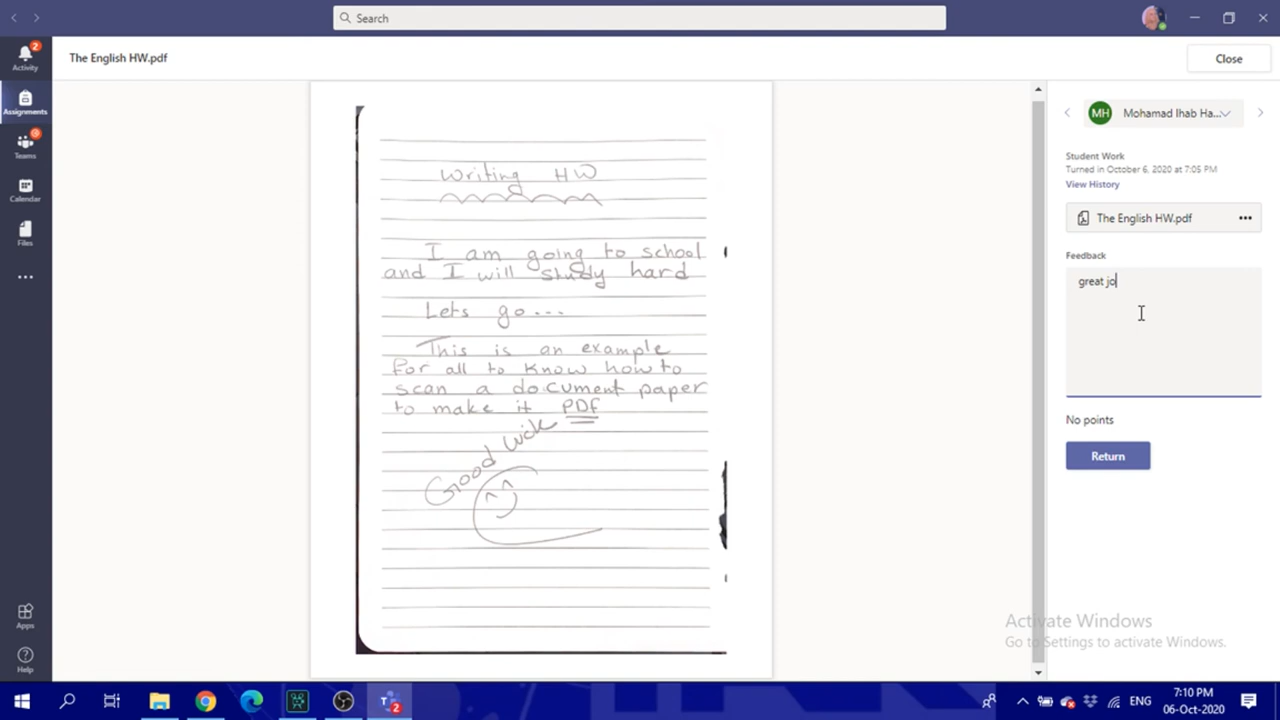 Search
2
Activity
Assignments
Teams
Calendar
Files
Apps
Help
The English HW.pdf
Close
Writing HW
I am going to school
and I will study hard
Lets go...
This is an example
for all to know how to
scan a document paper
to make it PDF
Good luck
MH
Mohamad Ihab Ha...
Student Work
Turned in October 6, 2020 at 7:05 PM
View History
The English HW.pdf
Feedback
great jo
No points
Return
Activate Windows
Go to Settings to activate Windows.
2
ENG
7:10 PM
06-Oct-2020